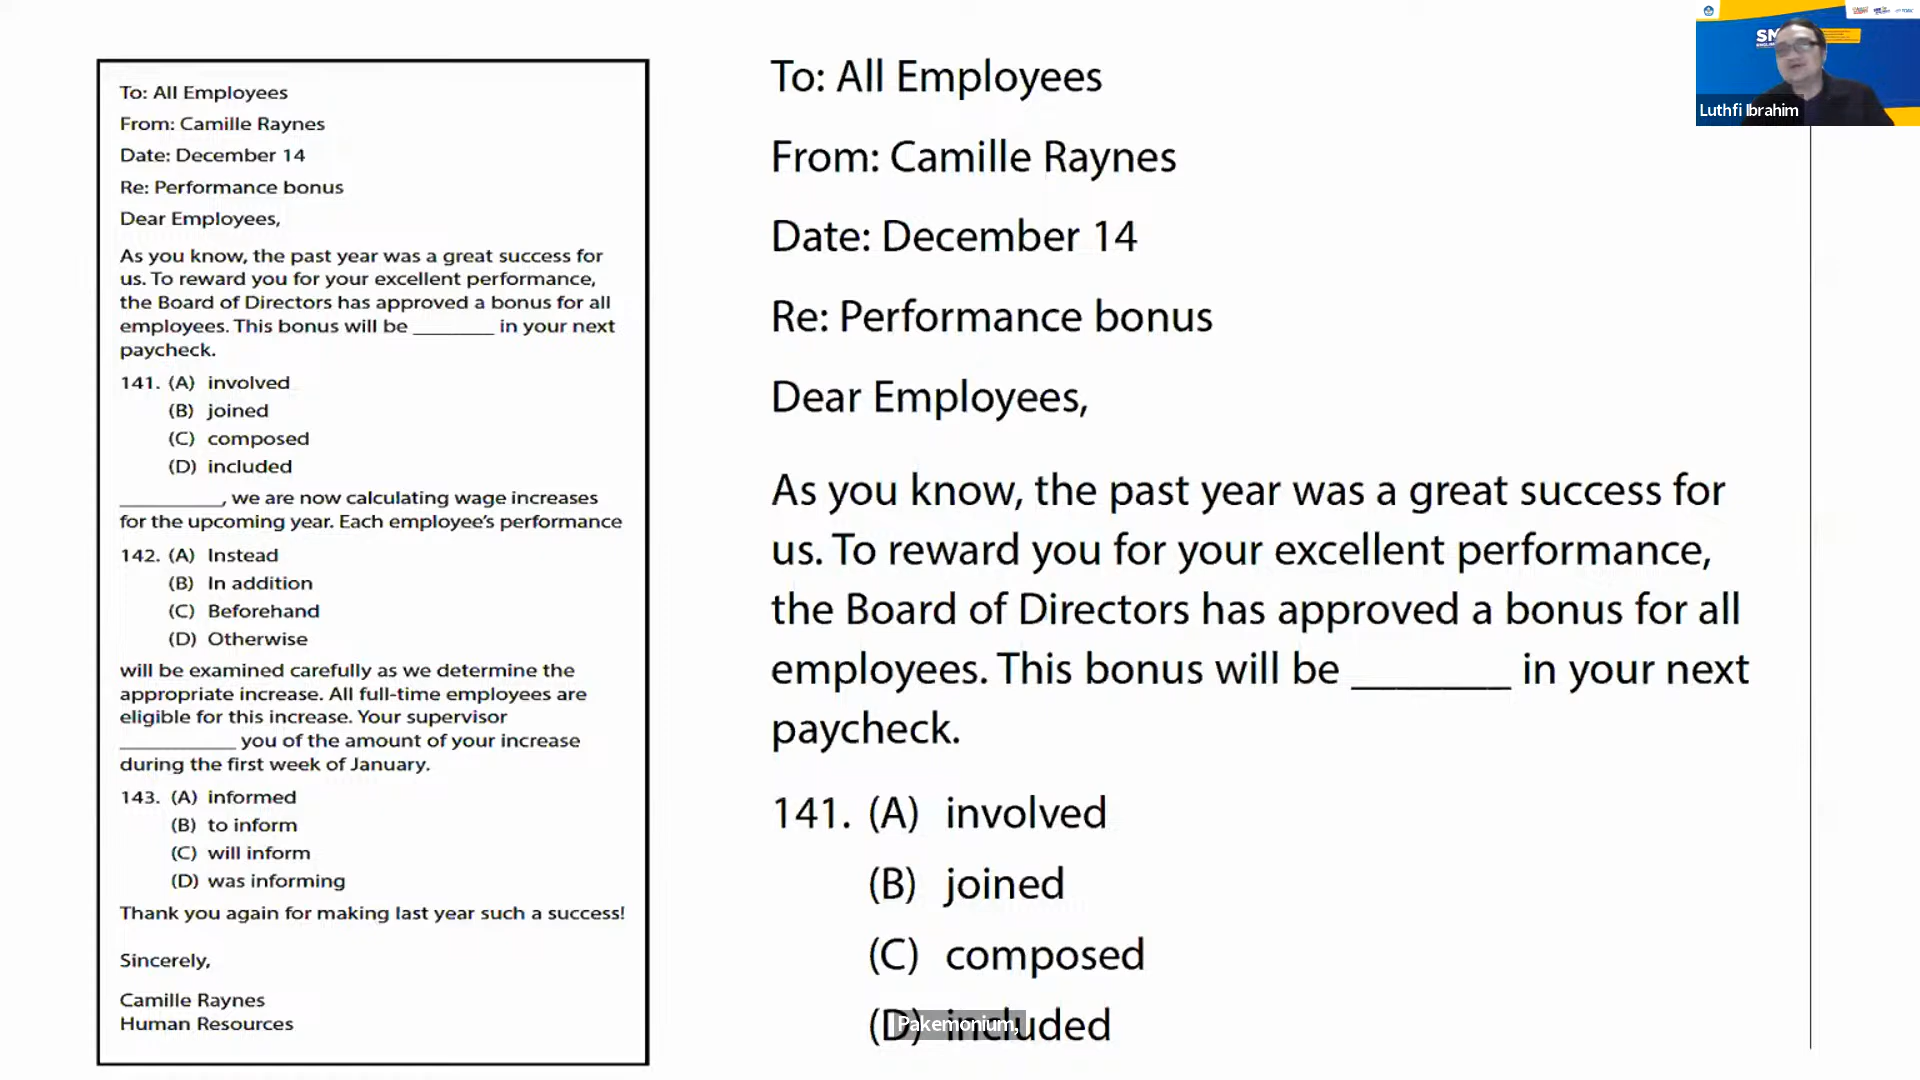 To: All Employees
From: Camille Raynes
Date: December 14
Re: Performance bonus
Dear Employees,
As you know, the past year was a great success for
us. To reward you for your excellent performance,
the Board of Directors has approved a bonus for all
employees. This bonus will be ________ in your next
paycheck.
141. (A) involved
(B) joined
(C) composed
(D) included
__________, we are now calculating wage increases
for the upcoming year. Each employee's performance
142. (A) Instead
(B) In addition
(C) Beforehand
(D) Otherwise
will be examined carefully as we determine the
appropriate increase. All full-time employees are
eligible for this increase. Your supervisor
___________ you of the amount of your increase
during the first week of January.
143. (A) informed
(B) to inform
(C) will inform
(D) was informing
Thank you again for making last year such a success!
Sincerely,
Camille Raynes
Human Resources
To: All Employees
From: Camille Raynes
Date: December 14
Re: Performance bonus
Dear Employees,
As you know, the past year was a great success for
us. To reward you for your excellent performance,
the Board of Directors has approved a bonus for all
employees. This bonus will be _______ in your next
paycheck.
141. (A) involved
(B) joined
(C) composed
(D) included
Pakemonium,
SM
Luthfi Ibrahim